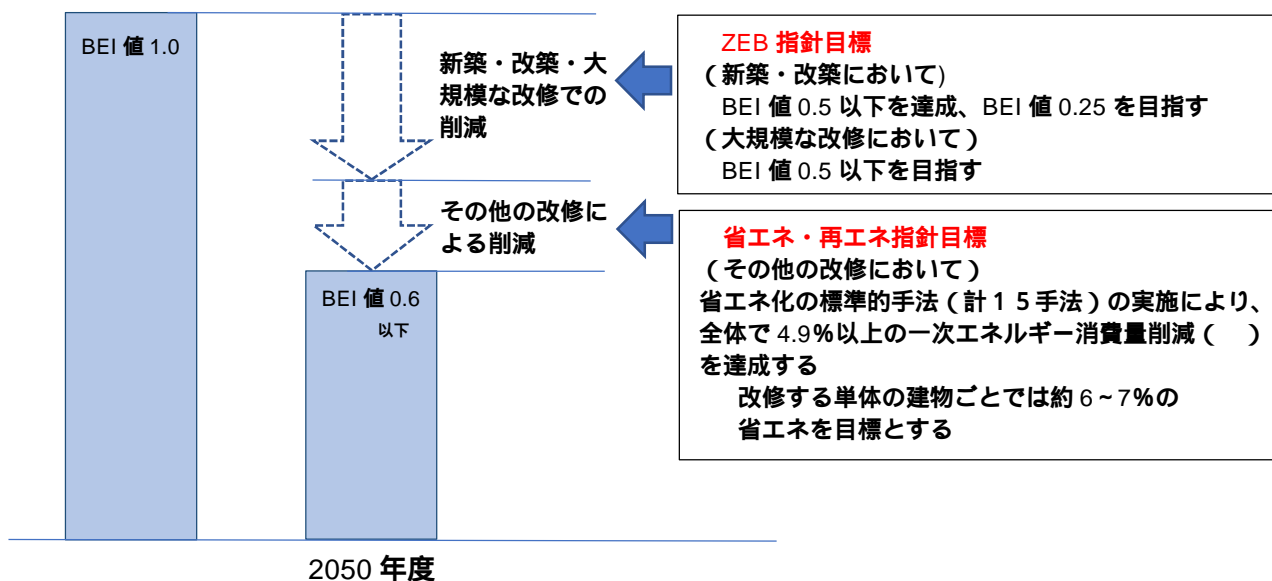 BEI 値 1.0
新築・改築・大
規模な改修での
削減
ZEB 指針目標
(新築・改築において)
BEI 値 0.5 以下を達成、BEI 値 0.25 を目指す
(大規模な改修において)
BEI 値 0.5 以下を目指す
その他の改修に
よる削減
省エネ・再エネ指針目標
(その他の改修において)
省エネ化の標準的手法(計15手法)の実施により、
全体で 4.9%以上の一次エネルギー消費量削減( )
を達成する
改修する単体の建物ごとでは約 6~7%の
省エネを目標とする
BEI 値 0.6
以下
2050 年度